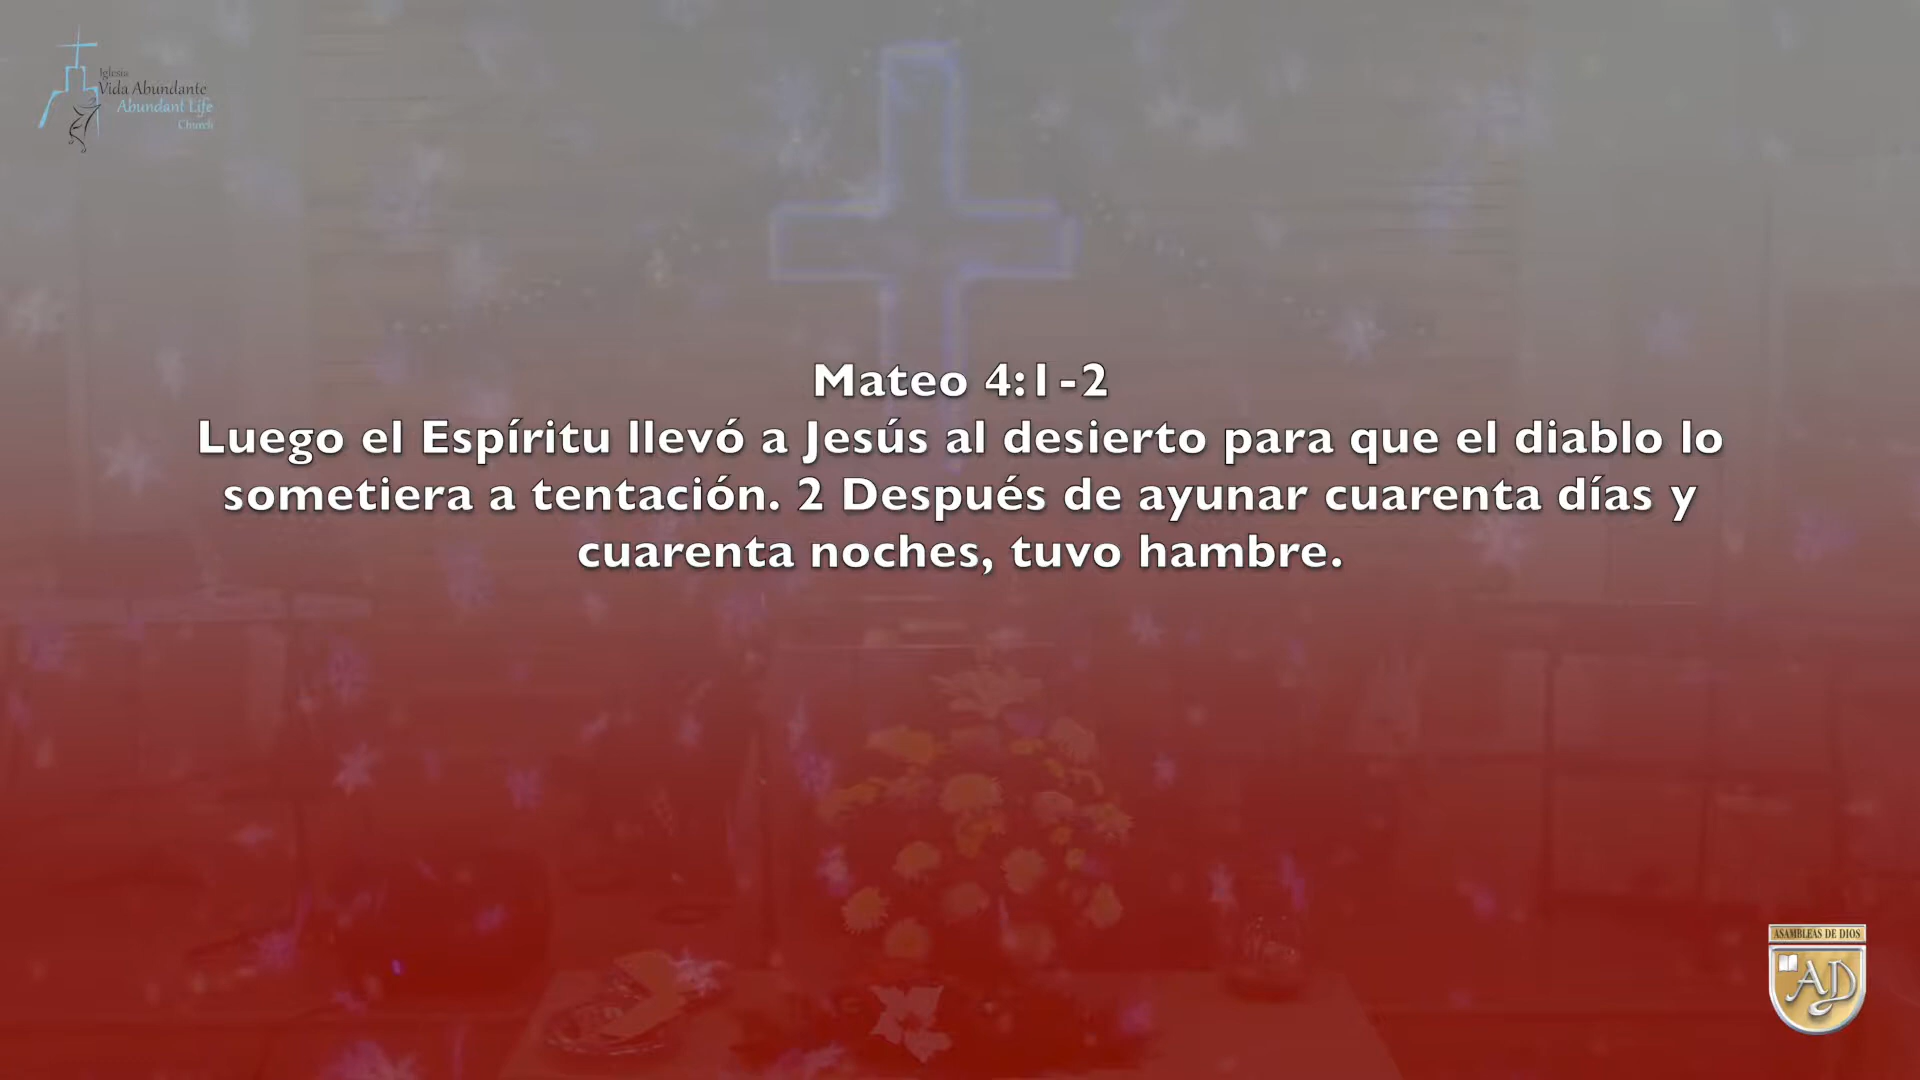 Iglesia
Vida Abundante
Abundant Life
Church
Mateo 4:1-2
Luego el Espíritu llevó a Jesús al desierto para que el diablo lo
sometiera a tentación. 2 Después de ayunar cuarenta días y
cuarenta noches, tuvo hambre.
ASAMBLEAS DE DIOS
AD